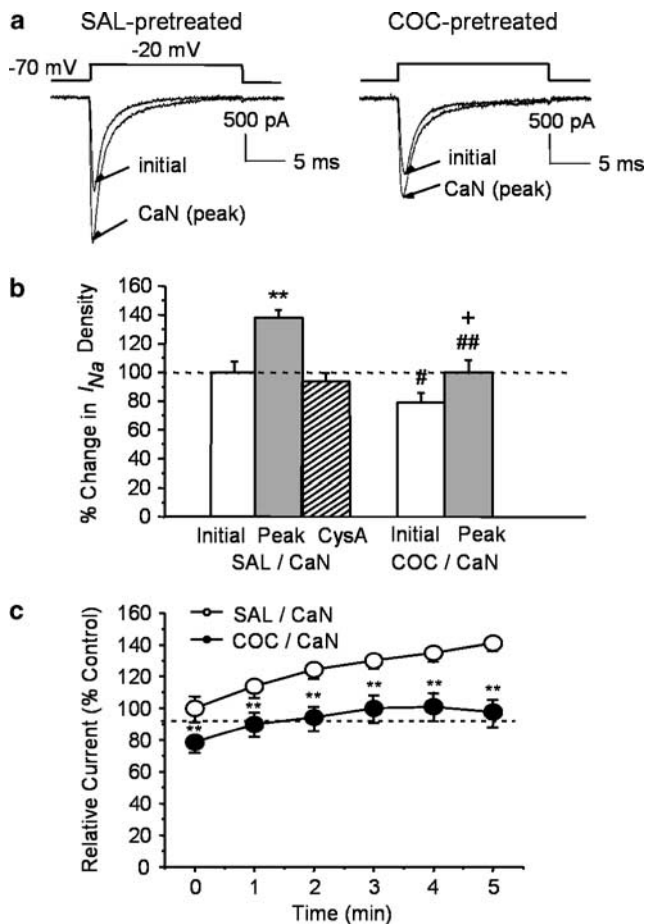 a
SAL-pretreated
COC-pretreated
-20 mV
-70 mV
500 pA
5 ms
initial
CaN (peak)
500 pA
5 ms
initial
CaN (peak)
b
% Change in I_Na Density
160
140
120
100
80
60
40
20
0
**
#
+
##
Initial Peak CysA Initial Peak
SAL / CaN COC / CaN
c
SAL / CaN
COC / CaN
Relative Current (% Control)
160
140
120
100
80
60
40
20
0
** ** ** ** ** **
0 1 2 3 4 5
Time (min)